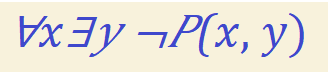 ∀x∃y ¬P(x, y)